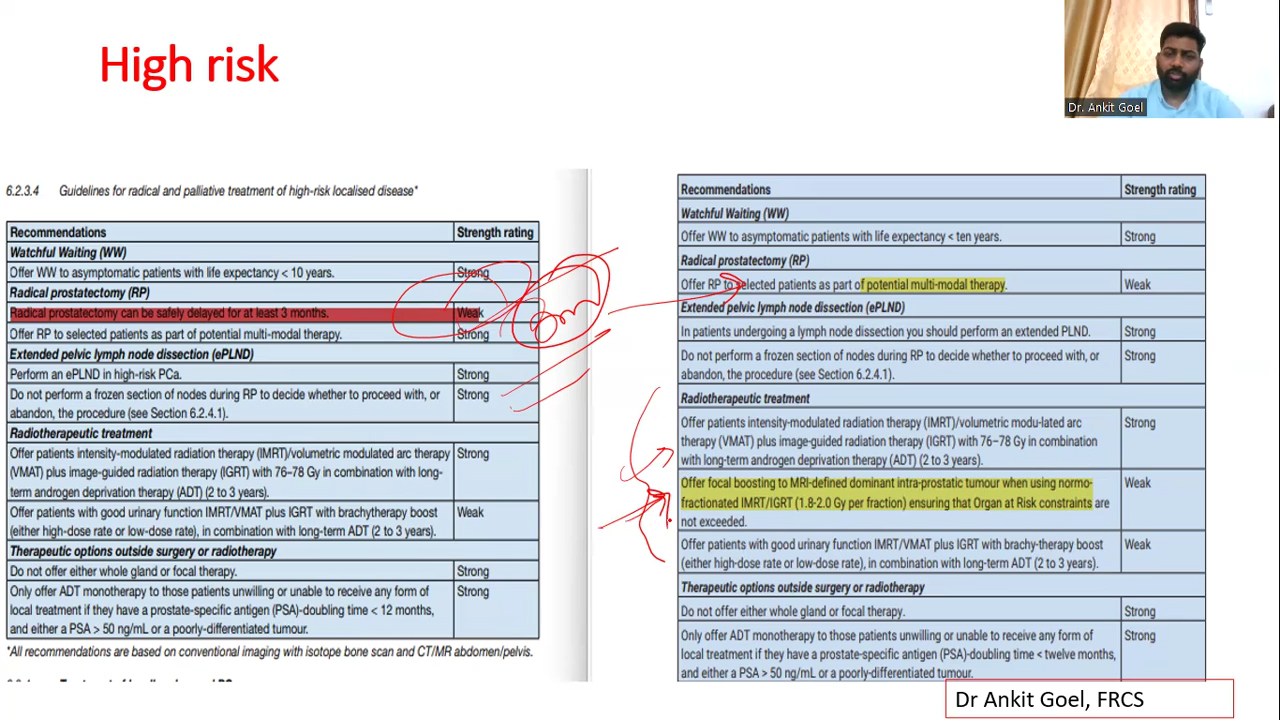 High risk
Dr. Ankit Goel
6.2.3.4 Guidelines for radical and palliative treatment of high-risk localised disease*
Recommendations Strength rating
Watchful Waiting (WW)
Offer WW to asymptomatic patients with life expectancy < 10 years. Strong
Radical prostatectomy (RP)
Radical prostatectomy can be safely delayed for at least 3 months. Weak
Offer RP to selected patients as part of potential multi-modal therapy. Strong
Extended pelvic lymph node dissection (ePLND)
Perform an ePLND in high-risk PCa. Strong
Do not perform a frozen section of nodes during RP to decide whether to proceed with, or Strong
abandon, the procedure (see Section 6.2.4.1).
Radiotherapeutic treatment
Offer patients intensity-modulated radiation therapy (IMRT)/volumetric modulated arc therapy Strong
(VMAT) plus image-guided radiation therapy (IGRT) with 76–78 Gy in combination with long-
term androgen deprivation therapy (ADT) (2 to 3 years).
Offer patients with good urinary function IMRT/VMAT plus IGRT with brachytherapy boost Weak
(either high-dose rate or low-dose rate), in combination with long-term ADT (2 to 3 years).
Therapeutic options outside surgery or radiotherapy
Do not offer either whole gland or focal therapy. Strong
Only offer ADT monotherapy to those patients unwilling or unable to receive any form of Strong
local treatment if they have a prostate-specific antigen (PSA)-doubling time < 12 months,
and either a PSA > 50 ng/mL or a poorly-differentiated tumour.
*All recommendations are based on conventional imaging with isotope bone scan and CT/MR abdomen/pelvis.
Recommendations Strength rating
Watchful Waiting (WW)
Offer WW to asymptomatic patients with life expectancy < ten years. Strong
Radical prostatectomy (RP)
Offer RP to selected patients as part of potential multi-modal therapy. Weak
Extended pelvic lymph node dissection (ePLND)
In patients undergoing a lymph node dissection you should perform an extended PLND. Strong
Do not perform a frozen section of nodes during RP to decide whether to proceed with, or Strong
abandon, the procedure (see Section 6.2.4.1).
Radiotherapeutic treatment
Offer patients intensity-modulated radiation therapy (IMRT)/volumetric modu-lated arc Strong
therapy (VMAT) plus image-guided radiation therapy (IGRT) with 76–78 Gy in combination
with long-term androgen deprivation therapy (ADT) (2 to 3 years).
Offer focal boosting to MRI-defined dominant intra-prostatic tumour when using normo- Weak
fractionated IMRT/IGRT (1.8-2.0 Gy per fraction) ensuring that Organ at Risk constraints are
not exceeded.
Offer patients with good urinary function IMRT/VMAT plus IGRT with brachy-therapy boost Weak
(either high-dose rate or low-dose rate), in combination with long-term ADT (2 to 3 years).
Therapeutic options outside surgery or radiotherapy
Do not offer either whole gland or focal therapy. Strong
Only offer ADT monotherapy to those patients unwilling or unable to receive any form of Strong
local treatment if they have a prostate-specific antigen (PSA)-doubling time < twelve months,
and either a PSA > 50 ng/mL or a poorly-differentiated tumour.
Dr Ankit Goel, FRCS